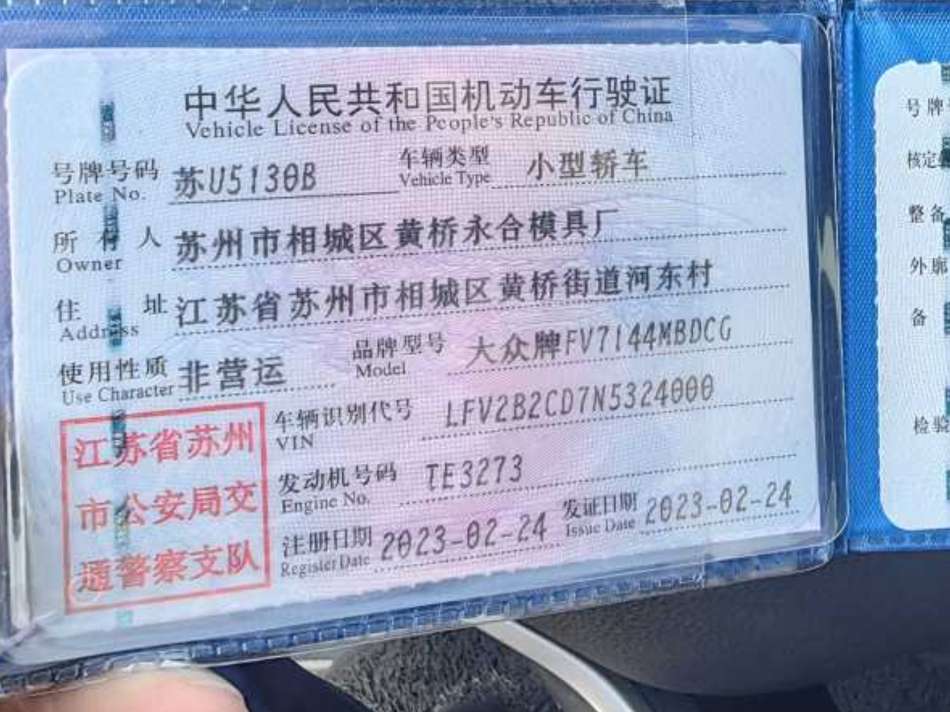 中华人民共和国机动车行驶证
Vehicle License of the People's Republic of China
号牌号码 苏U5130B 车辆类型 小型轿车
Plate No. Vehicle Type
所有人 苏州市相城区黄桥永合模具厂
Owner
住址 江苏省苏州市相城区黄桥街道河东村
Address
使用性质 非营运 品牌型号 大众牌FV7144MBDCG
Use Character Model
车辆识别代号 LFV2B2CD7N5324000
VIN
发动机号码 TE3273
Engine No.
注册日期 2023-02-24 发证日期 2023-02-24
Register Date Issue Date
江苏省苏州
市公安局交
通警察支队
号牌
核定
整备
外廓
备
检验